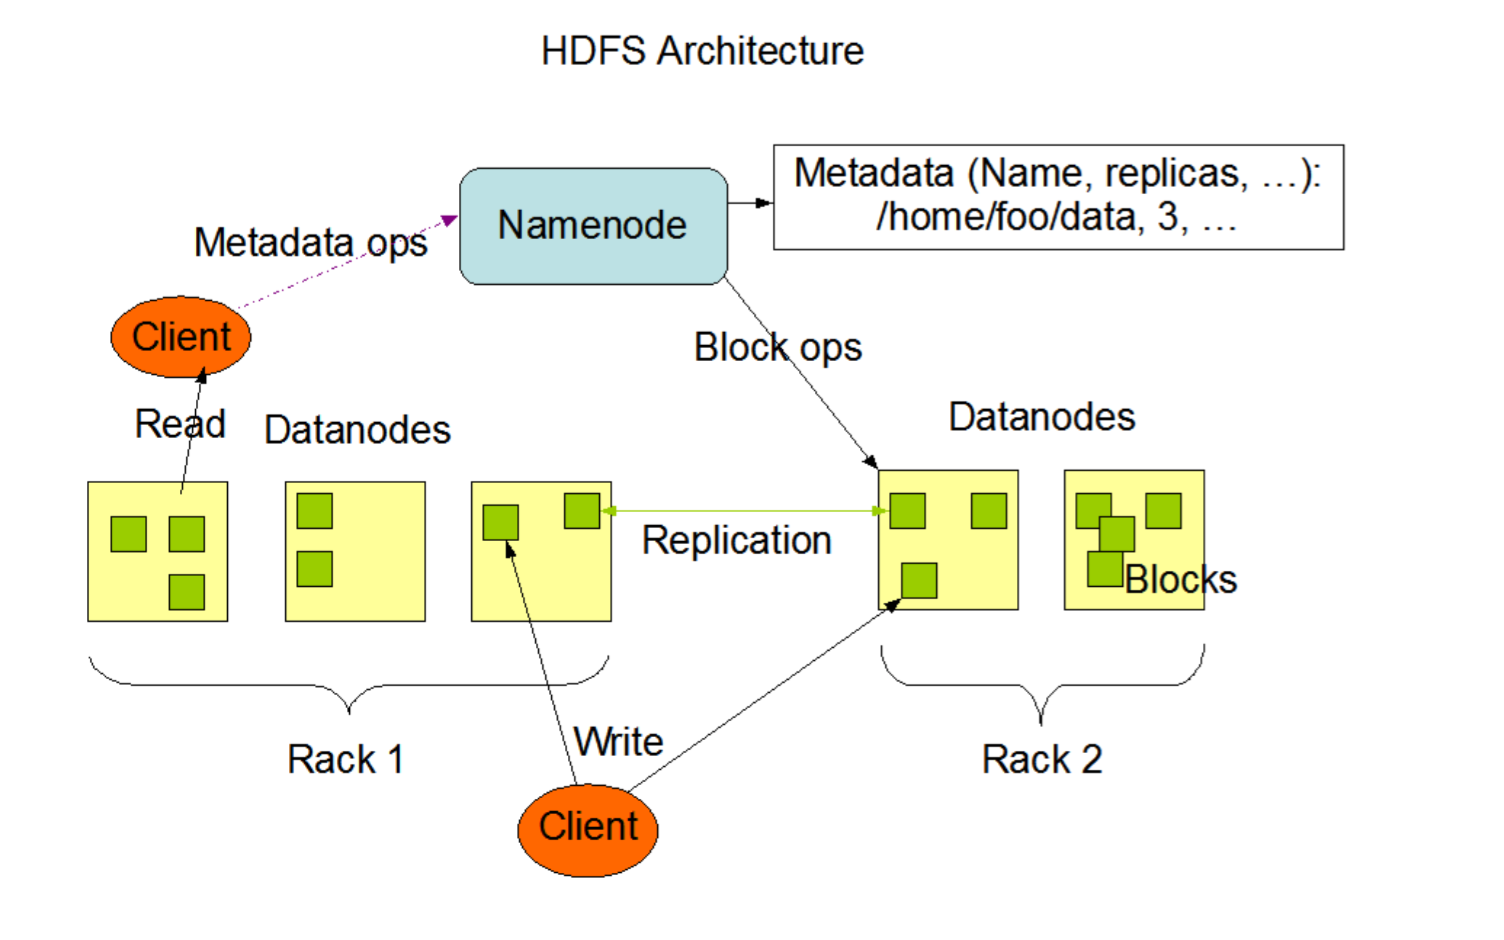 HDFS Architecture
Metadata (Name, replicas, …):
/home/foo/data, 3, …
Namenode
Metadata ops
Client
Block ops
Read
Datanodes
Datanodes
Replication
Blocks
Rack 1
Write
Rack 2
Client